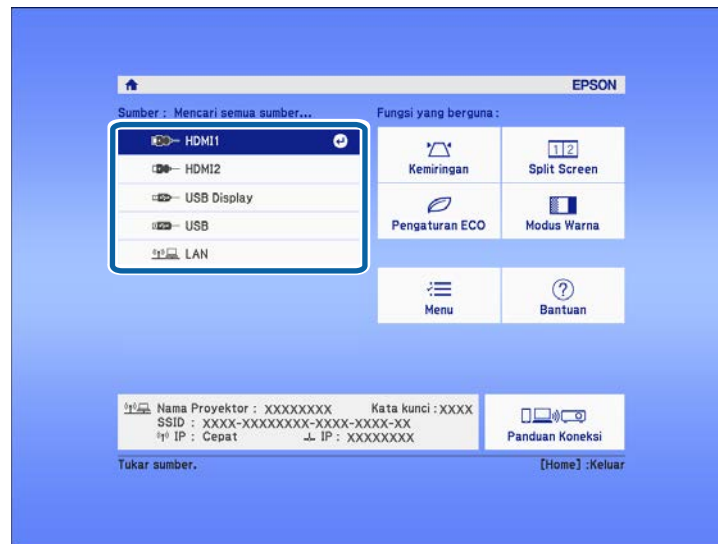 EPSON
Sumber : Mencari semua sumber...
HDMI1
HDMI2
USB Display
USB
LAN
Fungsi yang berguna :
Kemiringan
1 2
Split Screen
Pengaturan ECO
Modus Warna
Menu
?
Bantuan
Nama Proyektor : XXXXXXXX Kata kunci : XXXX
SSID : XXXX-XXXXXXXX-XXXX-XXXX-XX
IP : Cepat IP : XXXXXXXX
Panduan Koneksi
Tukar sumber.
[Home] :Keluar